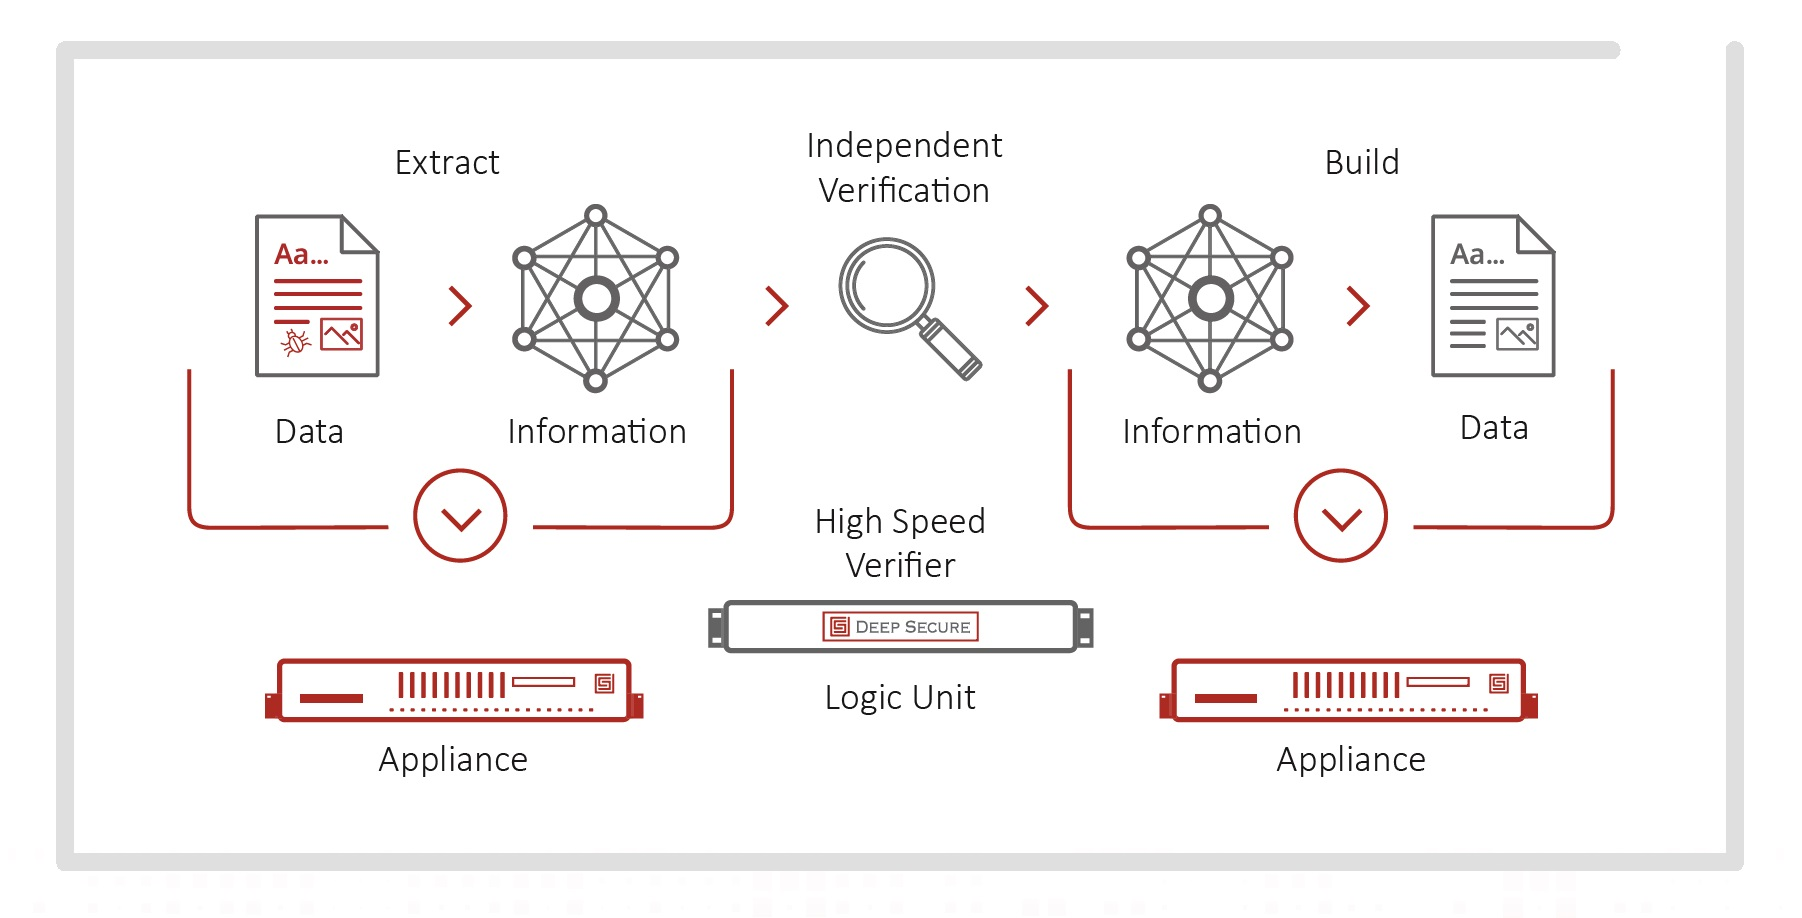 Extract
Independent
Verification
Build
Aa...
Aa...
Data
Information
Information
Data
High Speed
Verifier
DEEP SECURE
Logic Unit
Appliance
Appliance